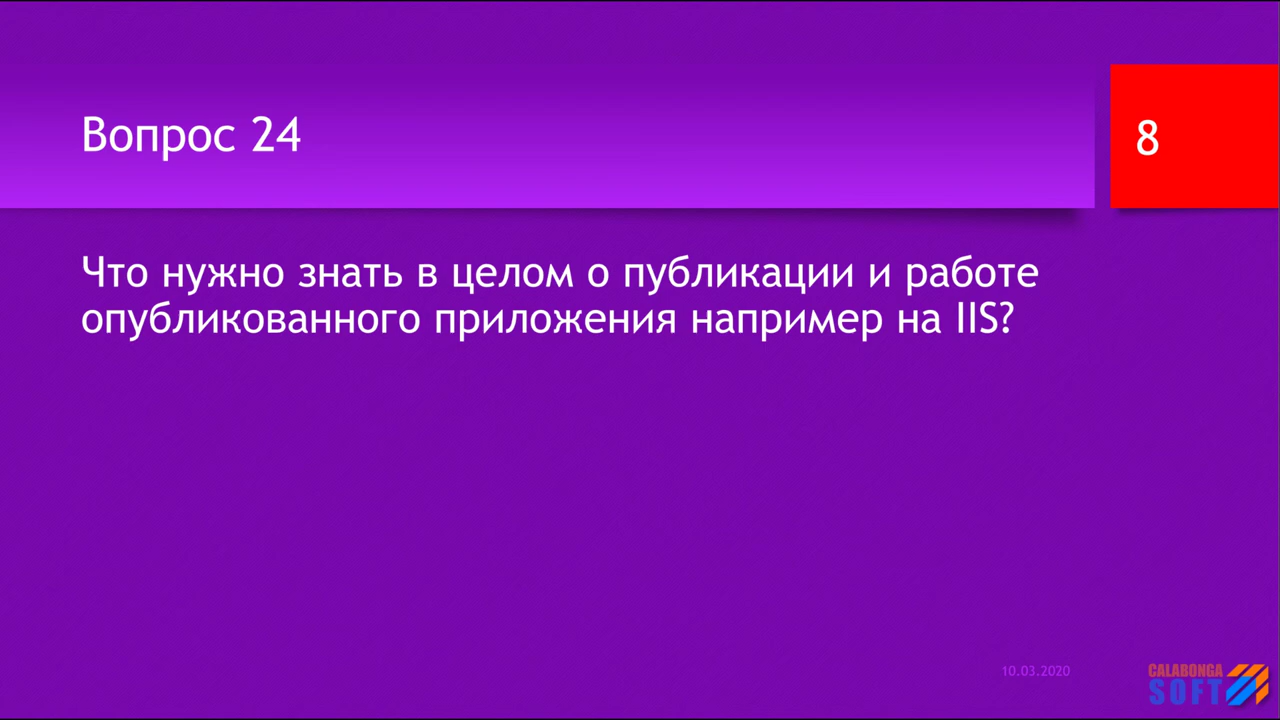 Вопрос 24
8
Что нужно знать в целом о публикации и работе
опубликованного приложения например на IIS?
10.03.2020
CALABONGA
SOFT